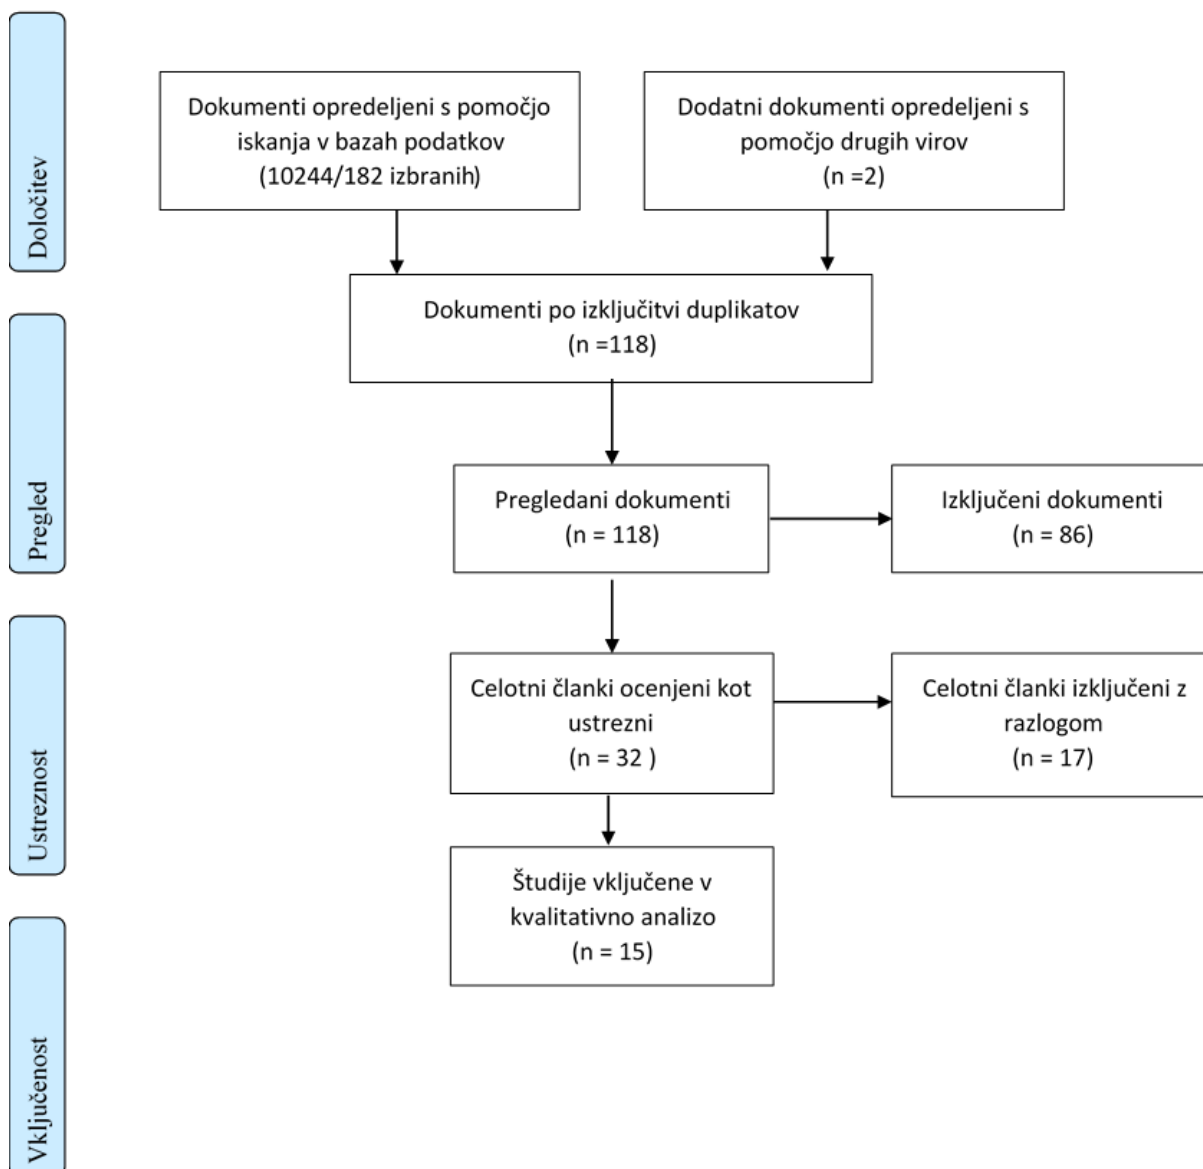 Določitev
Dokumenti opredeljeni s pomočjo
iskanja v bazah podatkov
(10244/182 izbranih)
Dodatni dokumenti opredeljeni s
pomočjo drugih virov
(n =2)
Dokumenti po izključitvi duplikatov
(n =118)
Pregled
Pregledani dokumenti
(n = 118)
Izključeni dokumenti
(n = 86)
Ustreznost
Celotni članki ocenjeni kot
ustrezni
(n = 32 )
Celotni članki izključeni z
razlogom
(n = 17)
Študije vključene v
kvalitativno analizo
(n = 15)
Vključenost